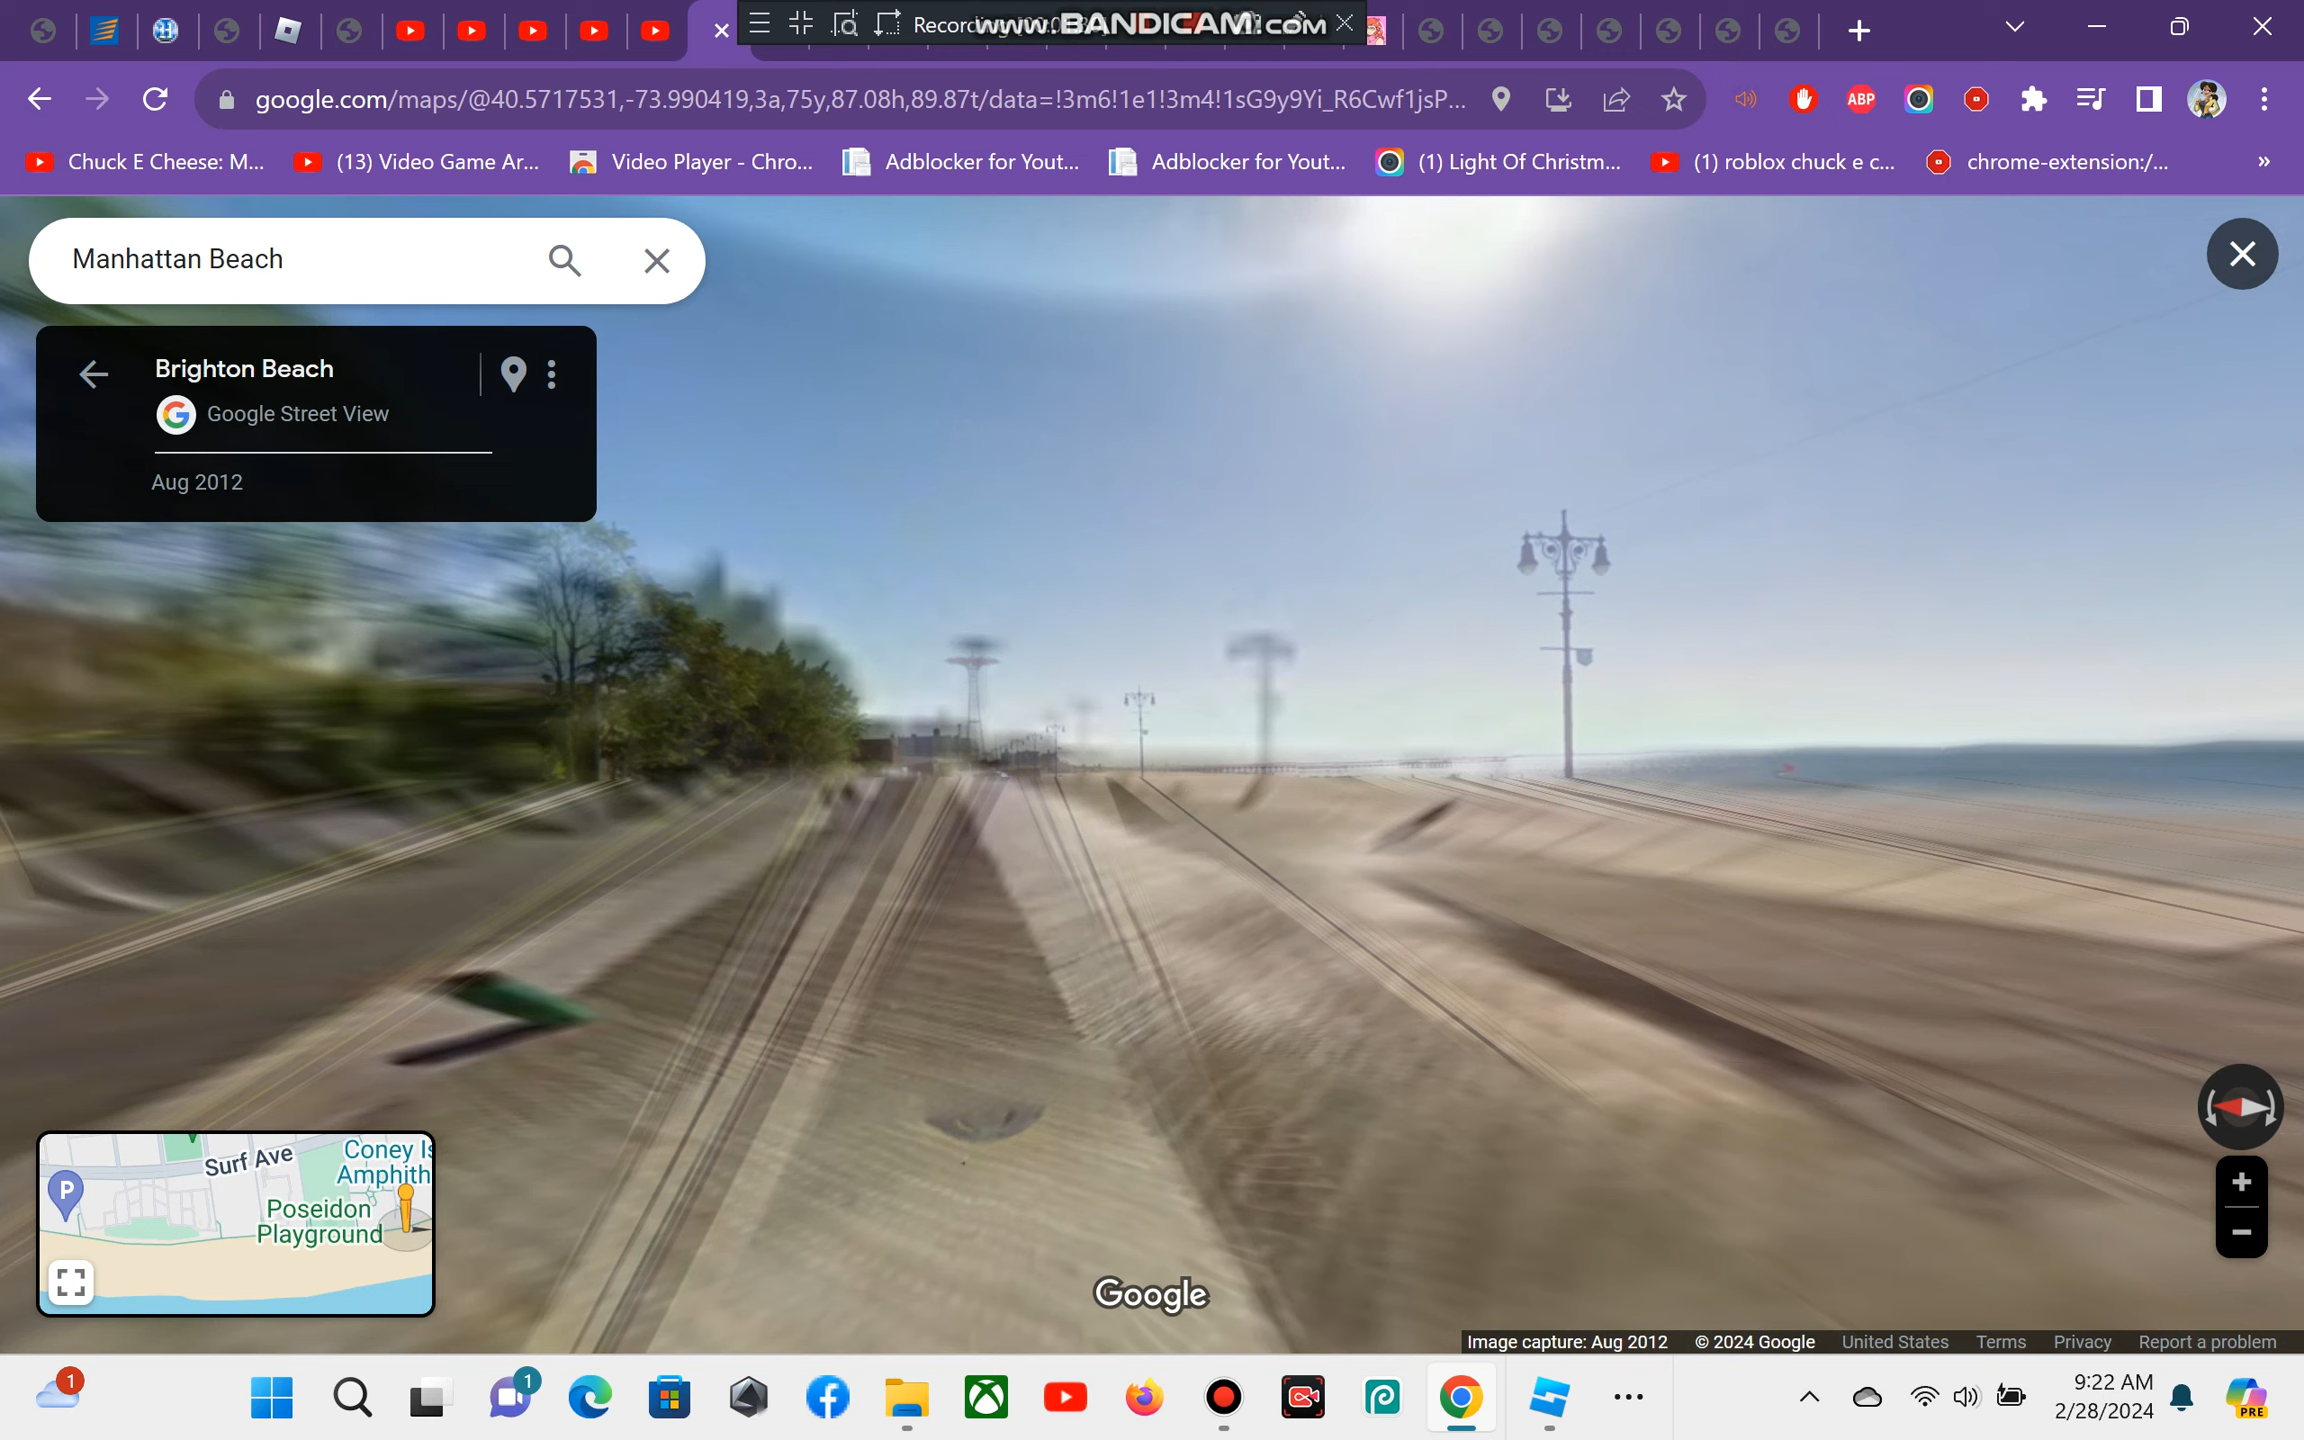 Recording
www.BANDICAM.com
google.com/maps/@40.5717531,-73.990419,3a,75y,87.08h,89.87t/data=!3m6!1e1!3m4!1sG9y9Yi_R6Cwf1jsP...
ABP
Chuck E Cheese: M...
(13) Video Game Ar...
Video Player - Chro...
Adblocker for Yout...
Adblocker for Yout...
(1) Light Of Christm...
(1) roblox chuck e c...
chrome-extension:/...
»
Manhattan Beach
Brighton Beach
Google Street View
Aug 2012
Surf Ave
Coney Is
Amphith
P
Poseidon
Playground
Google
Image capture: Aug 2012 © 2024 Google United States Terms Privacy Report a problem
1
1
9:22 AM
2/28/2024
PRE